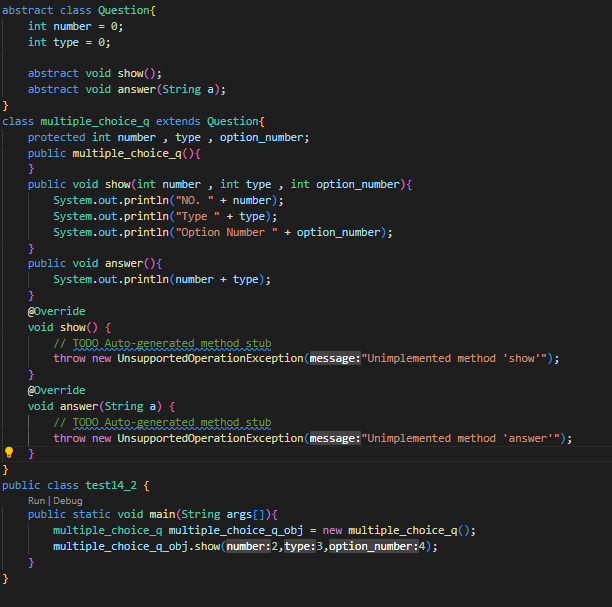 abstract class Question{
    int number = 0;
    int type = 0;

    abstract void show();
    abstract void answer(String a);
}
class multiple_choice_q extends Question{
    protected int number , type , option_number;
    public multiple_choice_q(){
    }
    public void show(int number , int type , int option_number){
        System.out.println("NO. " + number);
        System.out.println("Type " + type);
        System.out.println("Option Number " + option_number);
    }
    public void answer(){
        System.out.println(number + type);
    }
    @Override
    void show() {
        // TODO Auto-generated method stub
        throw new UnsupportedOperationException(message:"Unimplemented method 'show'");
    }
    @Override
    void answer(String a) {
        // TODO Auto-generated method stub
        throw new UnsupportedOperationException(message:"Unimplemented method 'answer'");
    }
}
public class test14_2 {
    Run | Debug
    public static void main(String args[]){
        multiple_choice_q multiple_choice_q_obj = new multiple_choice_q();
        multiple_choice_q_obj.show(number:2,type:3,option_number:4);
    }
}